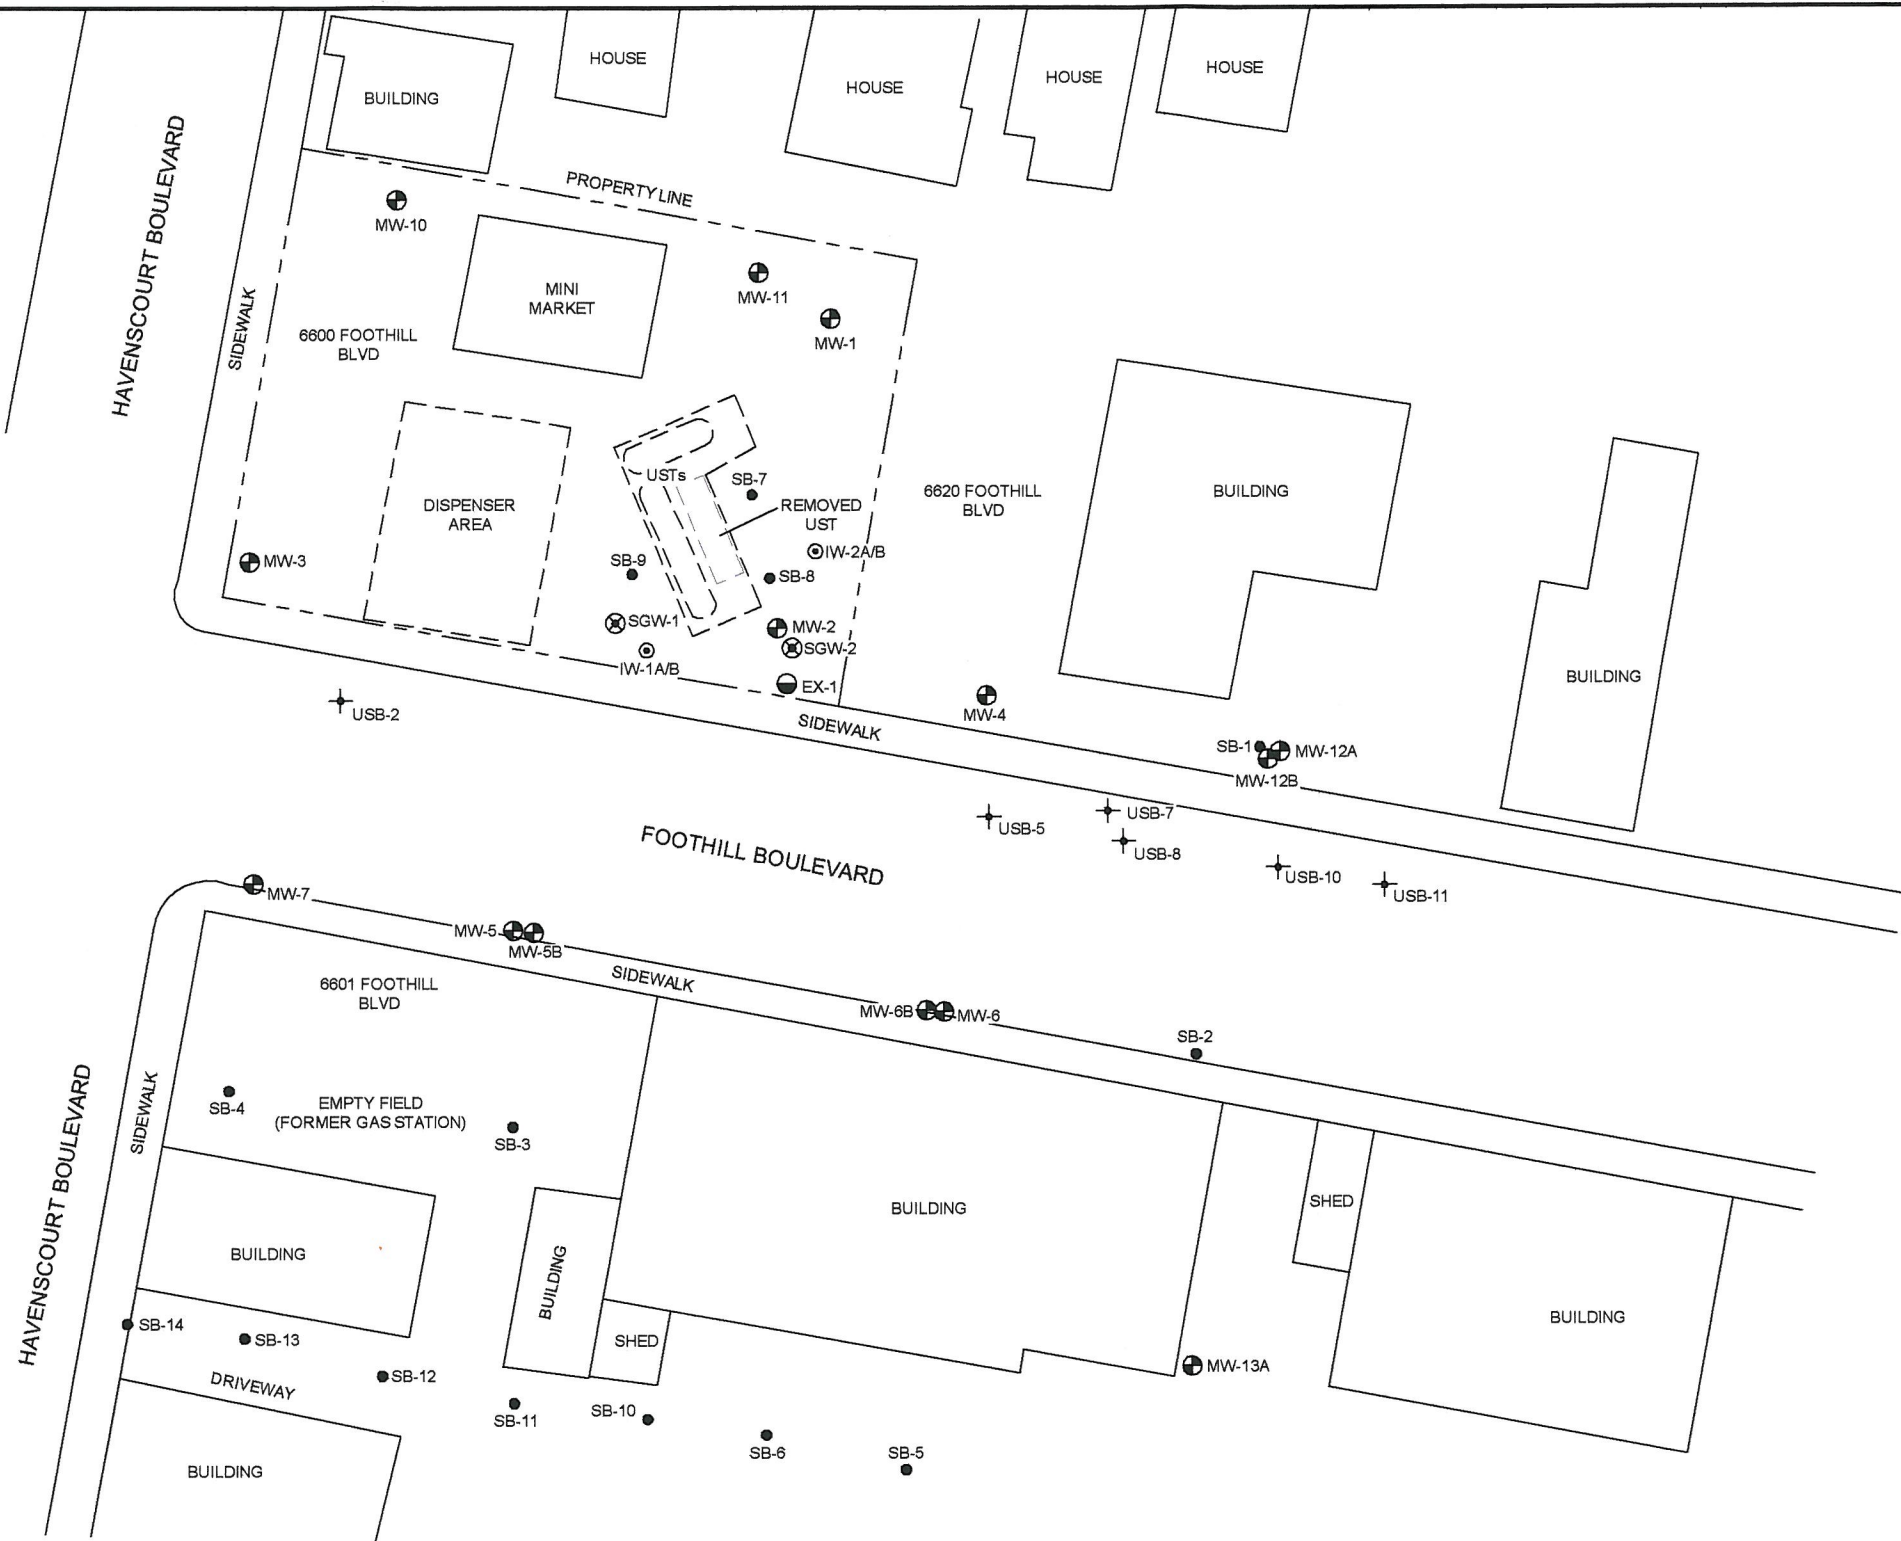 HOUSE
HOUSE
HOUSE
HOUSE
BUILDING
HAVENSCOURT BOULEVARD
SIDEWALK
PROPERTY LINE
MW-10
MW-11
MW-1
MINI
MARKET
6600 FOOTHILL
BLVD
DISPENSER
AREA
USTs
SB-7
REMOVED
UST
IW-2A/B
SB-9
SB-8
MW-3
SGW-1
IW-1A/B
MW-2
SGW-2
EX-1
6620 FOOTHILL
BLVD
BUILDING
BUILDING
MW-4
SIDEWALK
SB-1
MW-12A
MW-12B
USB-2
USB-5
USB-7
USB-8
USB-10
USB-11
FOOTHILL BOULEVARD
MW-7
MW-5
MW-5B
SIDEWALK
MW-6B
MW-6
SB-2
6601 FOOTHILL
BLVD
EMPTY FIELD
(FORMER GAS STATION)
SB-4
SB-3
HAVENSCOURT BOULEVARD
SIDEWALK
BUILDING
BUILDING
BUILDING
SHED
SHED
BUILDING
SB-14
SB-13
SB-12
DRIVEWAY
SB-11
SB-10
SB-6
SB-5
MW-13A
BUILDING